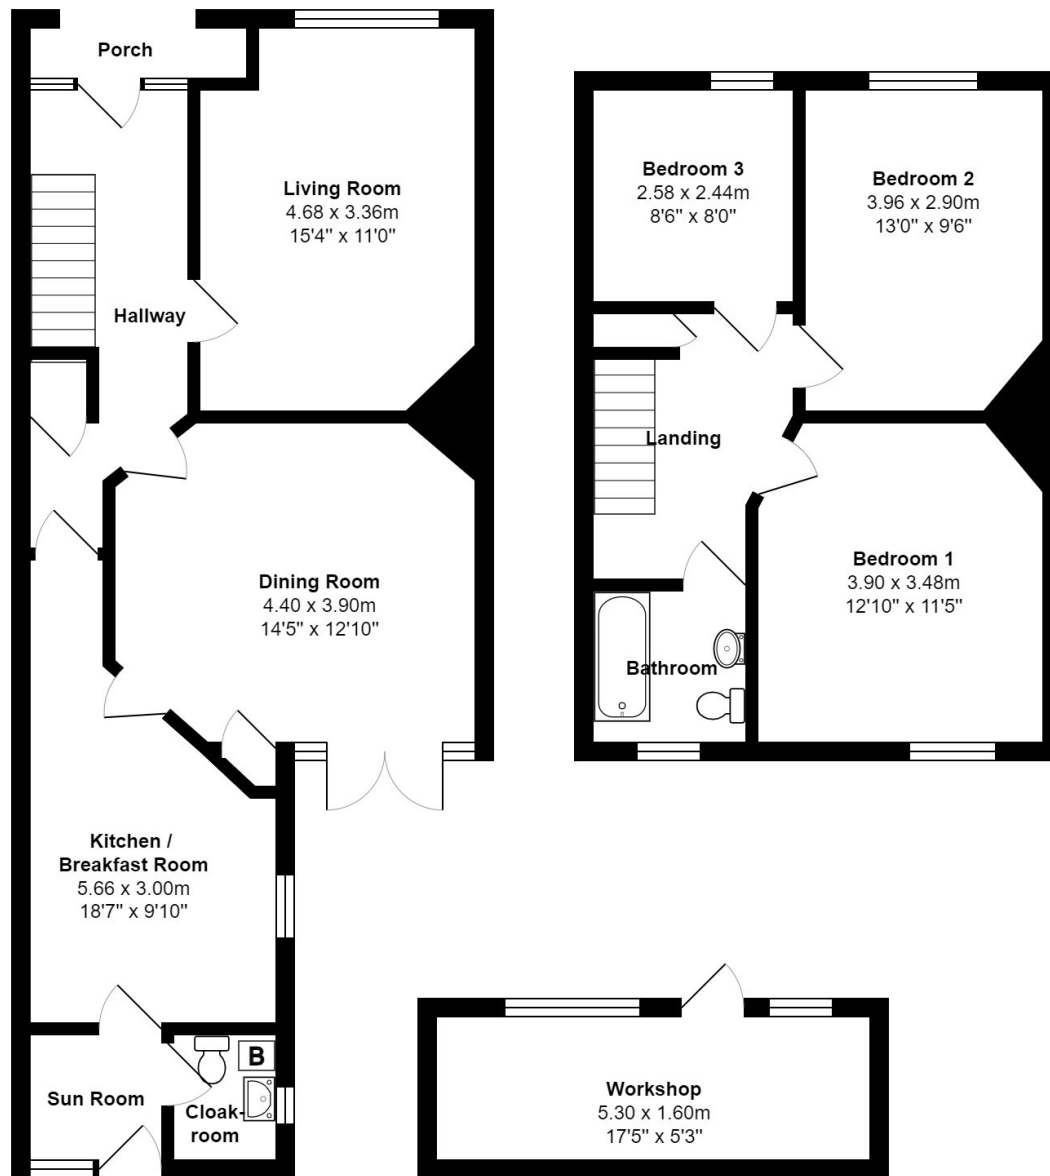 Porch
Living Room
4.68 x 3.36m
15'4" x 11'0"
Hallway
Dining Room
4.40 x 3.90m
14'5" x 12'10"
Kitchen /
Breakfast Room
5.66 x 3.00m
18'7" x 9'10"
Sun Room
B
Cloak-
room
Bedroom 3
2.58 x 2.44m
8'6" x 8'0"
Bedroom 2
3.96 x 2.90m
13'0" x 9'6"
Landing
Bedroom 1
3.90 x 3.48m
12'10" x 11'5"
Bathroom
Workshop
5.30 x 1.60m
17'5" x 5'3"